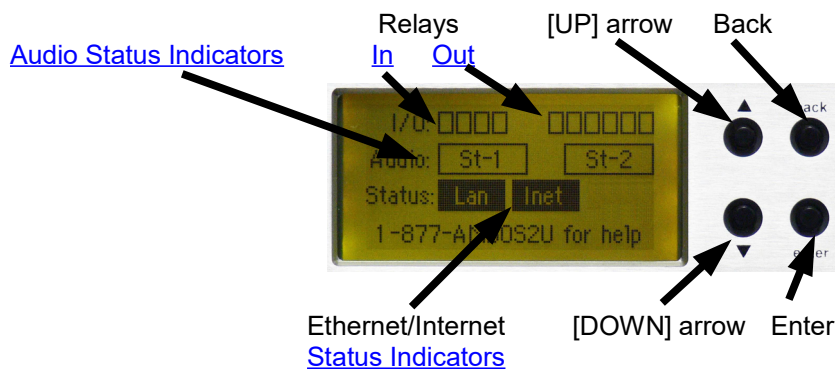 Relays [UP] arrow Back
Audio Status Indicators In Out
I/O:
Audio: St-1 St-2
Status: Lan Inet
for help
[DOWN] arrow Enter
Ethernet/Internet
Status Indicators